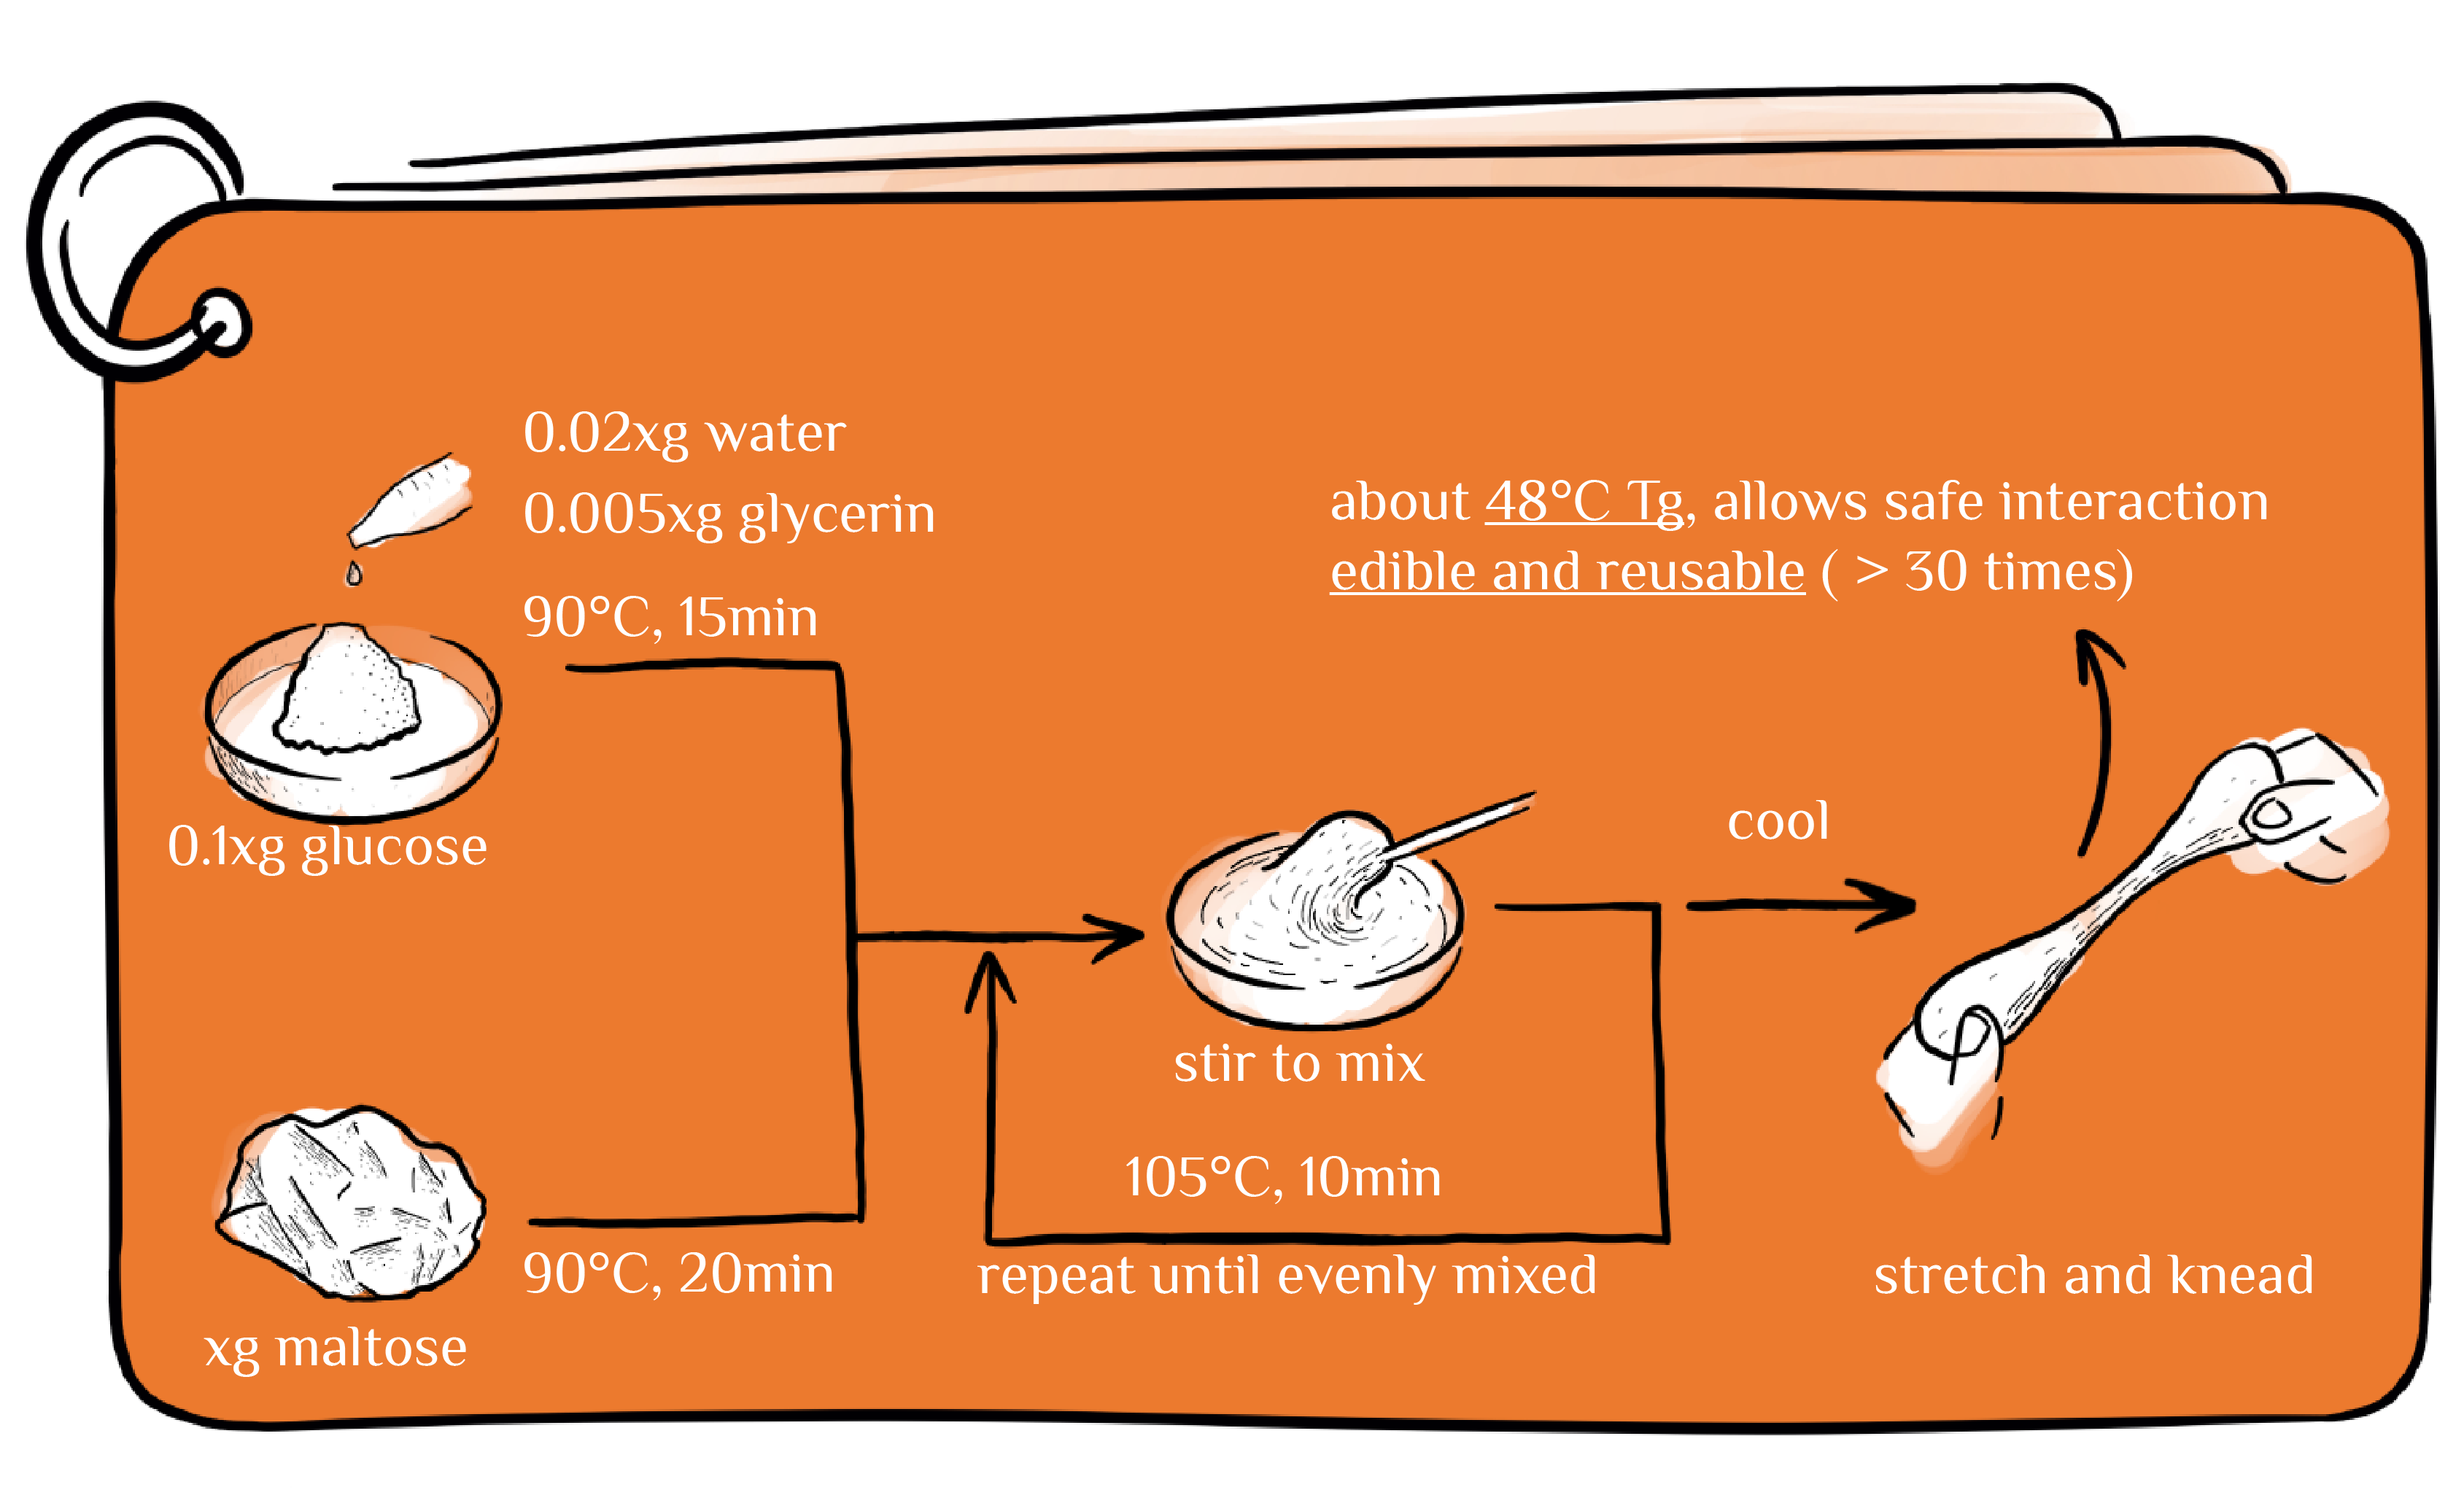 0.02xg water
0.005xg glycerin
90°C, 15min
0.1xg glucose
xg maltose
90°C, 20min
stir to mix
105°C, 10min
repeat until evenly mixed
cool
stretch and knead
about 48°C Tg, allows safe interaction
edible and reusable ( > 30 times)